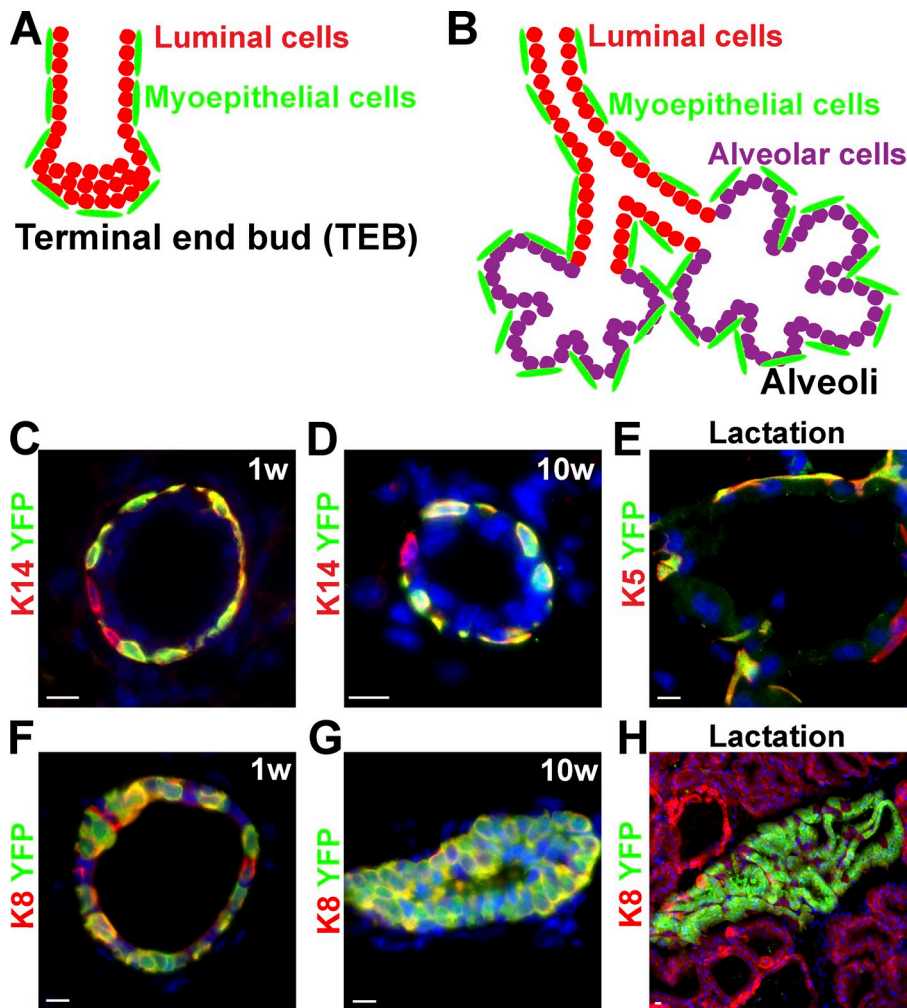 A
Luminal cells
Myoepithelial cells
Terminal end bud (TEB)
B
Luminal cells
Myoepithelial cells
Alveolar cells
Alveoli
C
1w
K14 YFP
D
10w
K14 YFP
E
Lactation
K5 YFP
F
1w
K8 YFP
G
10w
K8 YFP
H
Lactation
K8 YFP